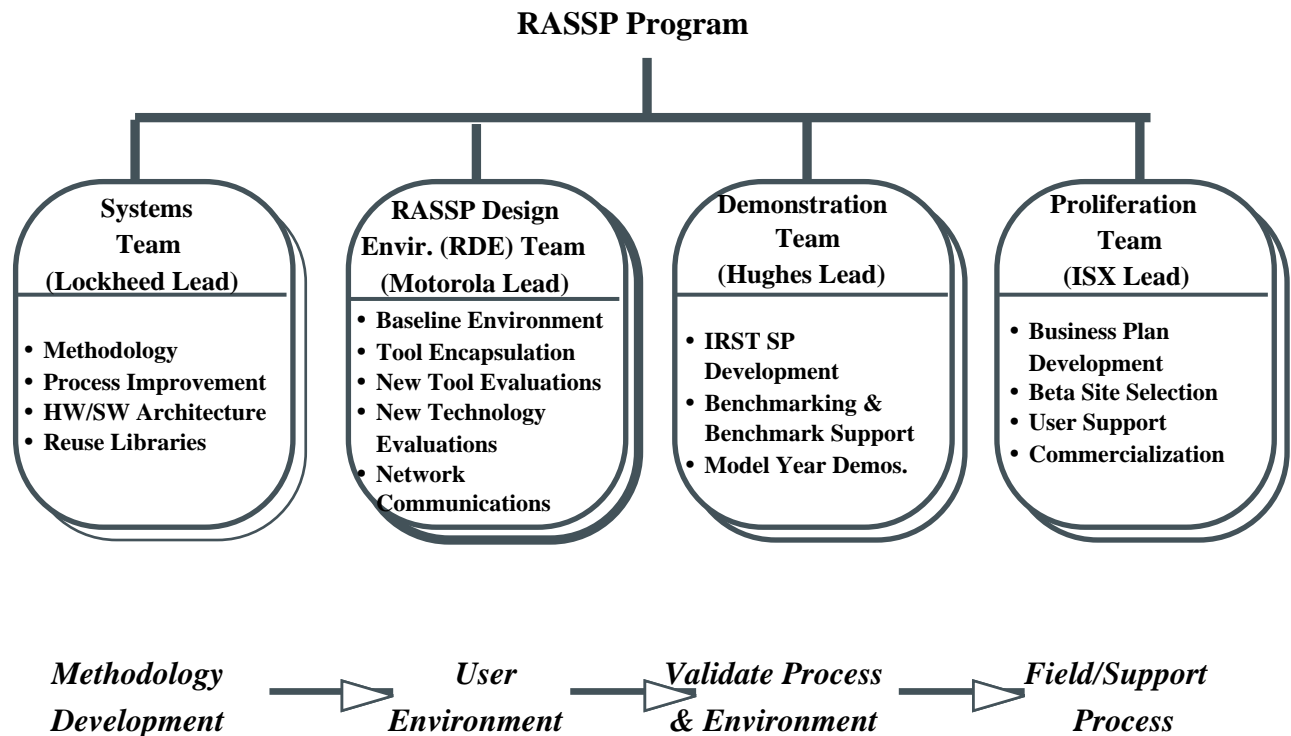 RASSP Program
Systems
Team
(Lockheed Lead)
• Methodology
• Process Improvement
• HW/SW Architecture
• Reuse Libraries
RASSP Design
Envir. (RDE) Team
(Motorola Lead)
• Baseline Environment
• Tool Encapsulation
• New Tool Evaluations
• New Technology
Evaluations
• Network
Communications
Demonstration
Team
(Hughes Lead)
• IRST SP
Development
• Benchmarking &
Benchmark Support
• Model Year Demos.
Proliferation
Team
(ISX Lead)
• Business Plan
Development
• Beta Site Selection
• User Support
• Commercialization
Methodology
Development
User
Environment
Validate Process
& Environment
Field/Support
Process